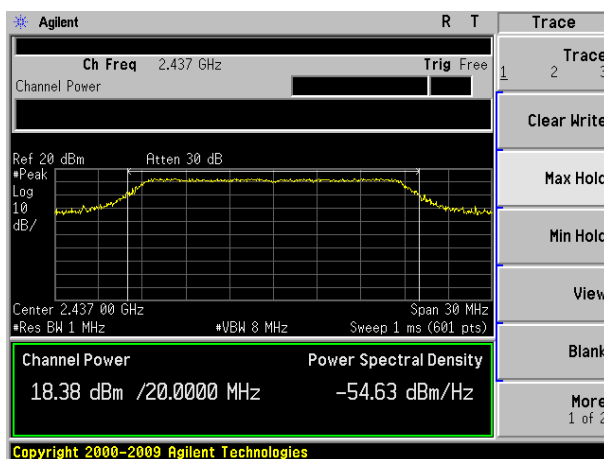 Agilent R T Trace
Ch Freq 2.437 GHz Trig Free
Channel Power
Trace
1 2 3
Clear Write
Max Hold
Min Hold
View
Blank
More
1 of 2
Ref 20 dBm Atten 30 dB
#Peak
Log
10
dB/
Center 2.437 00 GHz Span 30 MHz
#Res BW 1 MHz #VBW 8 MHz Sweep 1 ms (601 pts)
Channel Power Power Spectral Density
18.38 dBm /20.0000 MHz -54.63 dBm/Hz
Copyright 2000-2009 Agilent Technologies